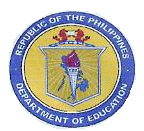 REPUBLIC OF THE PHILIPPINES
DEPARTMENT OF EDUCATION